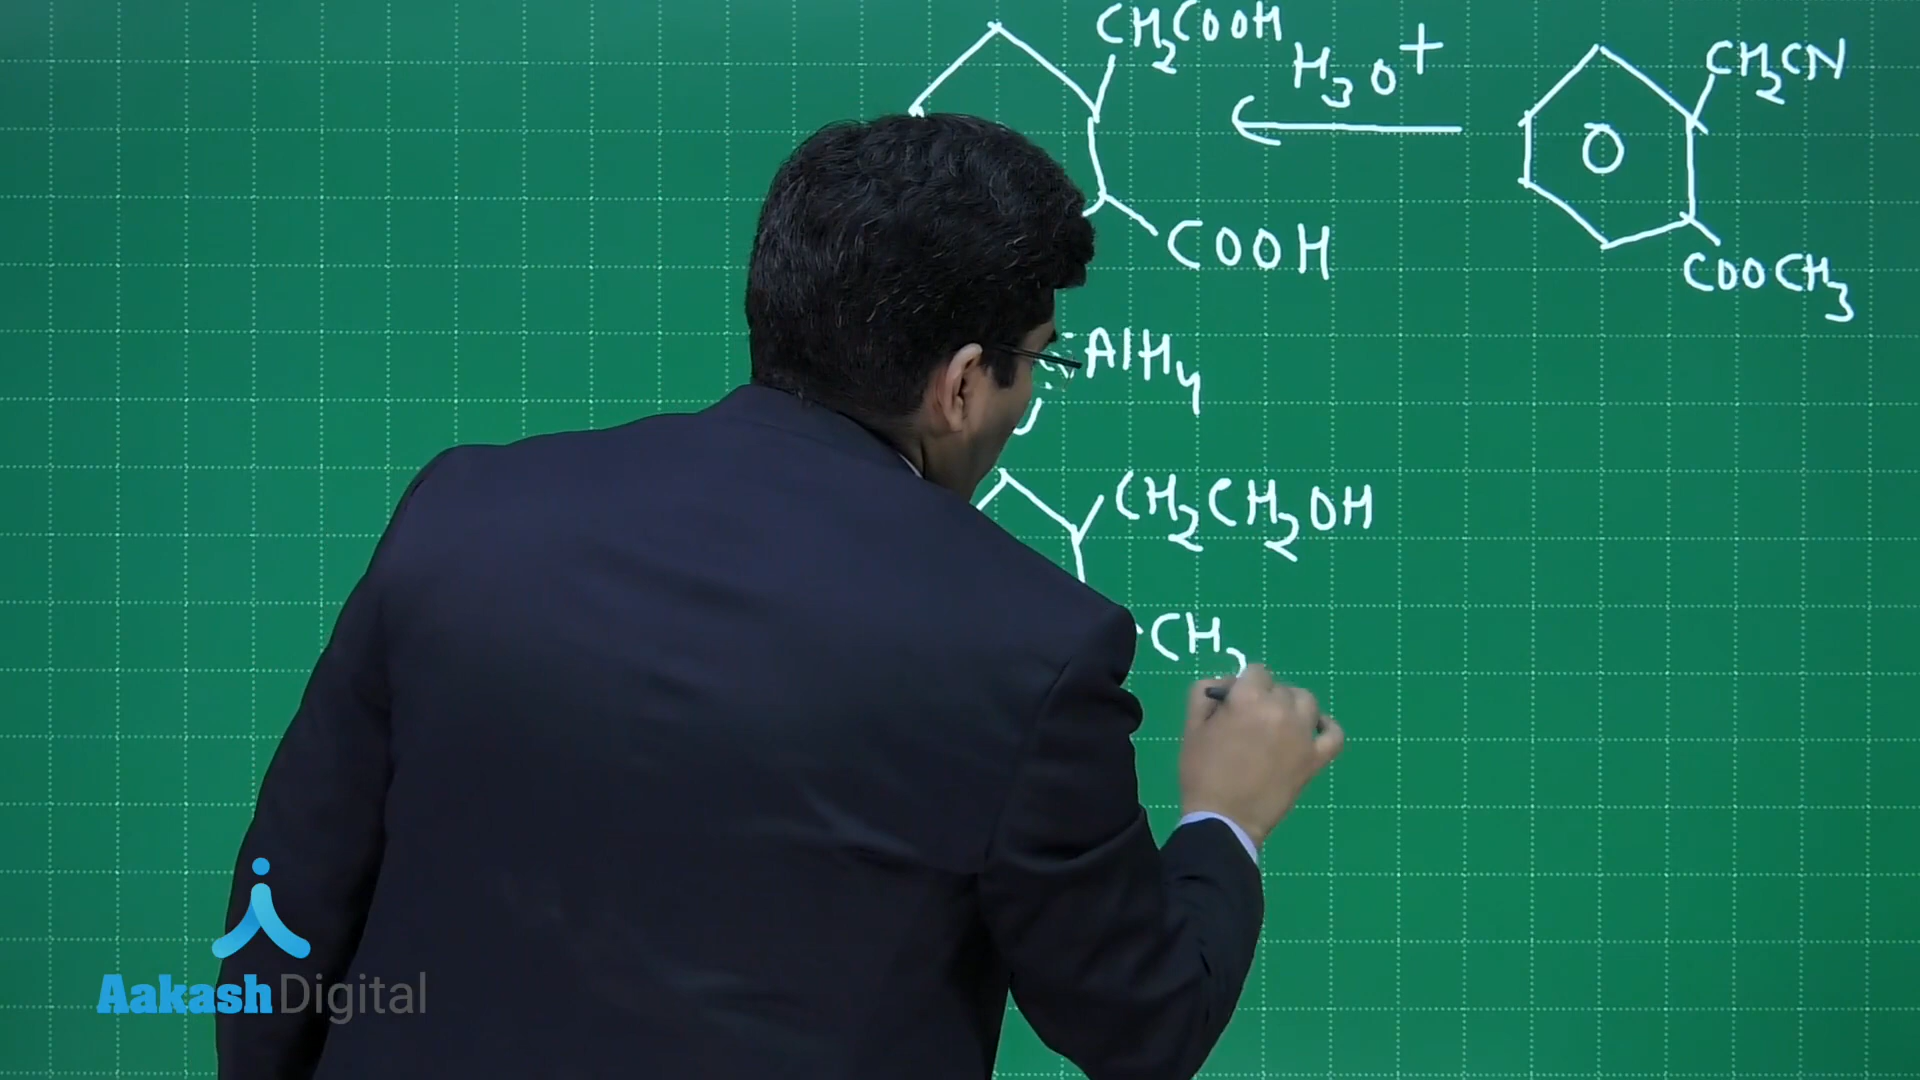 CH2COOH
H3O+
CH2CN
O
COOH
COOCH3
AlH4
CH2CH2OH
CH2
Aakash Digital